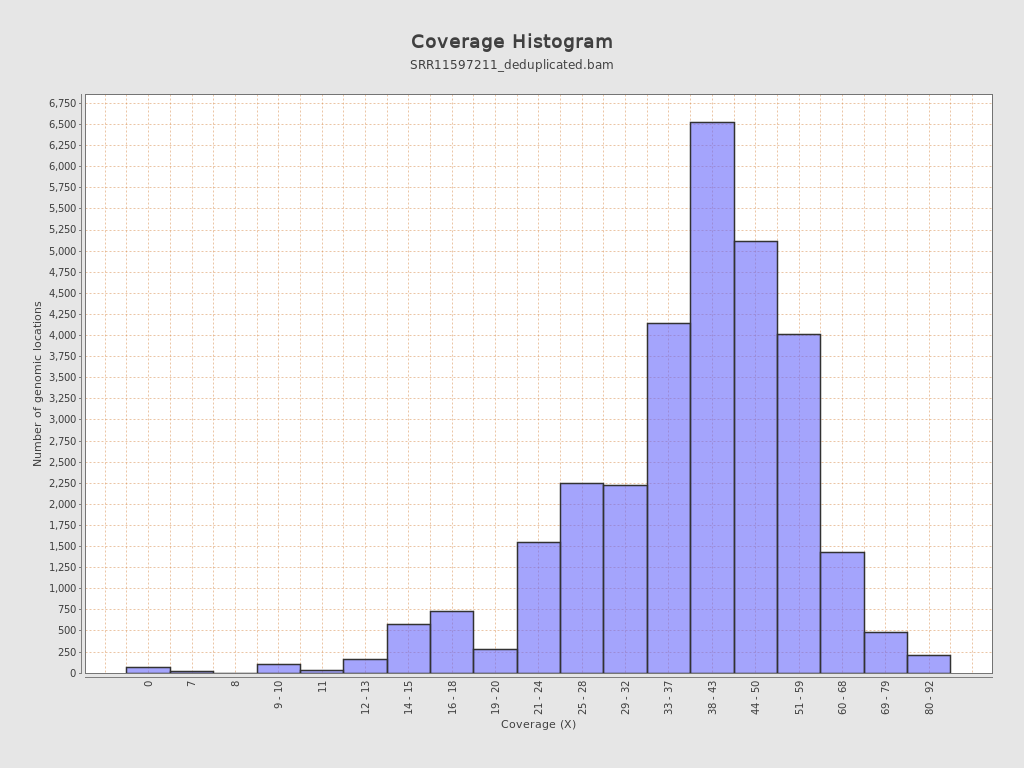 Coverage Histogram
SRR11597211_deduplicated.bam
6,750
6,500
6,250
6,000
5,750
5,500
5,250
5,000
4,750
4,500
4,250
4,000
3,750
3,500
3,250
3,000
2,750
2,500
2,250
2,000
1,750
1,500
1,250
1,000
750
500
250
0
Number of genomic locations
0
7
8
9 - 10
11
12 - 13
14 - 15
16 - 18
19 - 20
21 - 24
25 - 28
29 - 32
33 - 37
38 - 43
44 - 50
51 - 59
60 - 68
69 - 79
80 - 92
Coverage (X)